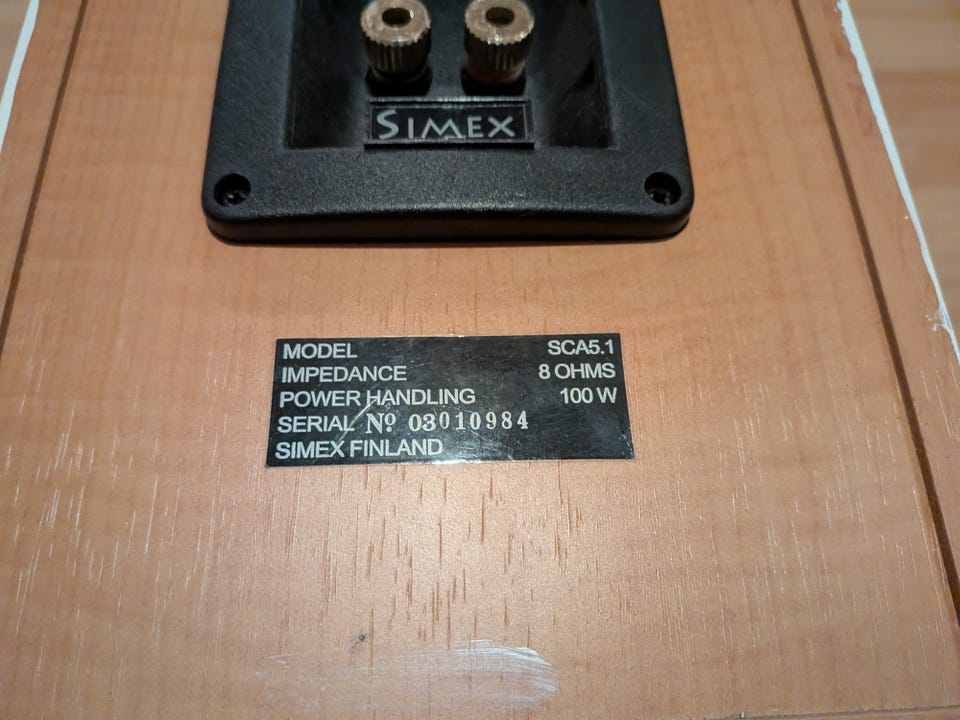 SIMEX
MODEL SCA5.1
IMPEDANCE 8 OHMS
POWER HANDLING 100 W
SERIAL Nº 03010984
SIMEX FINLAND